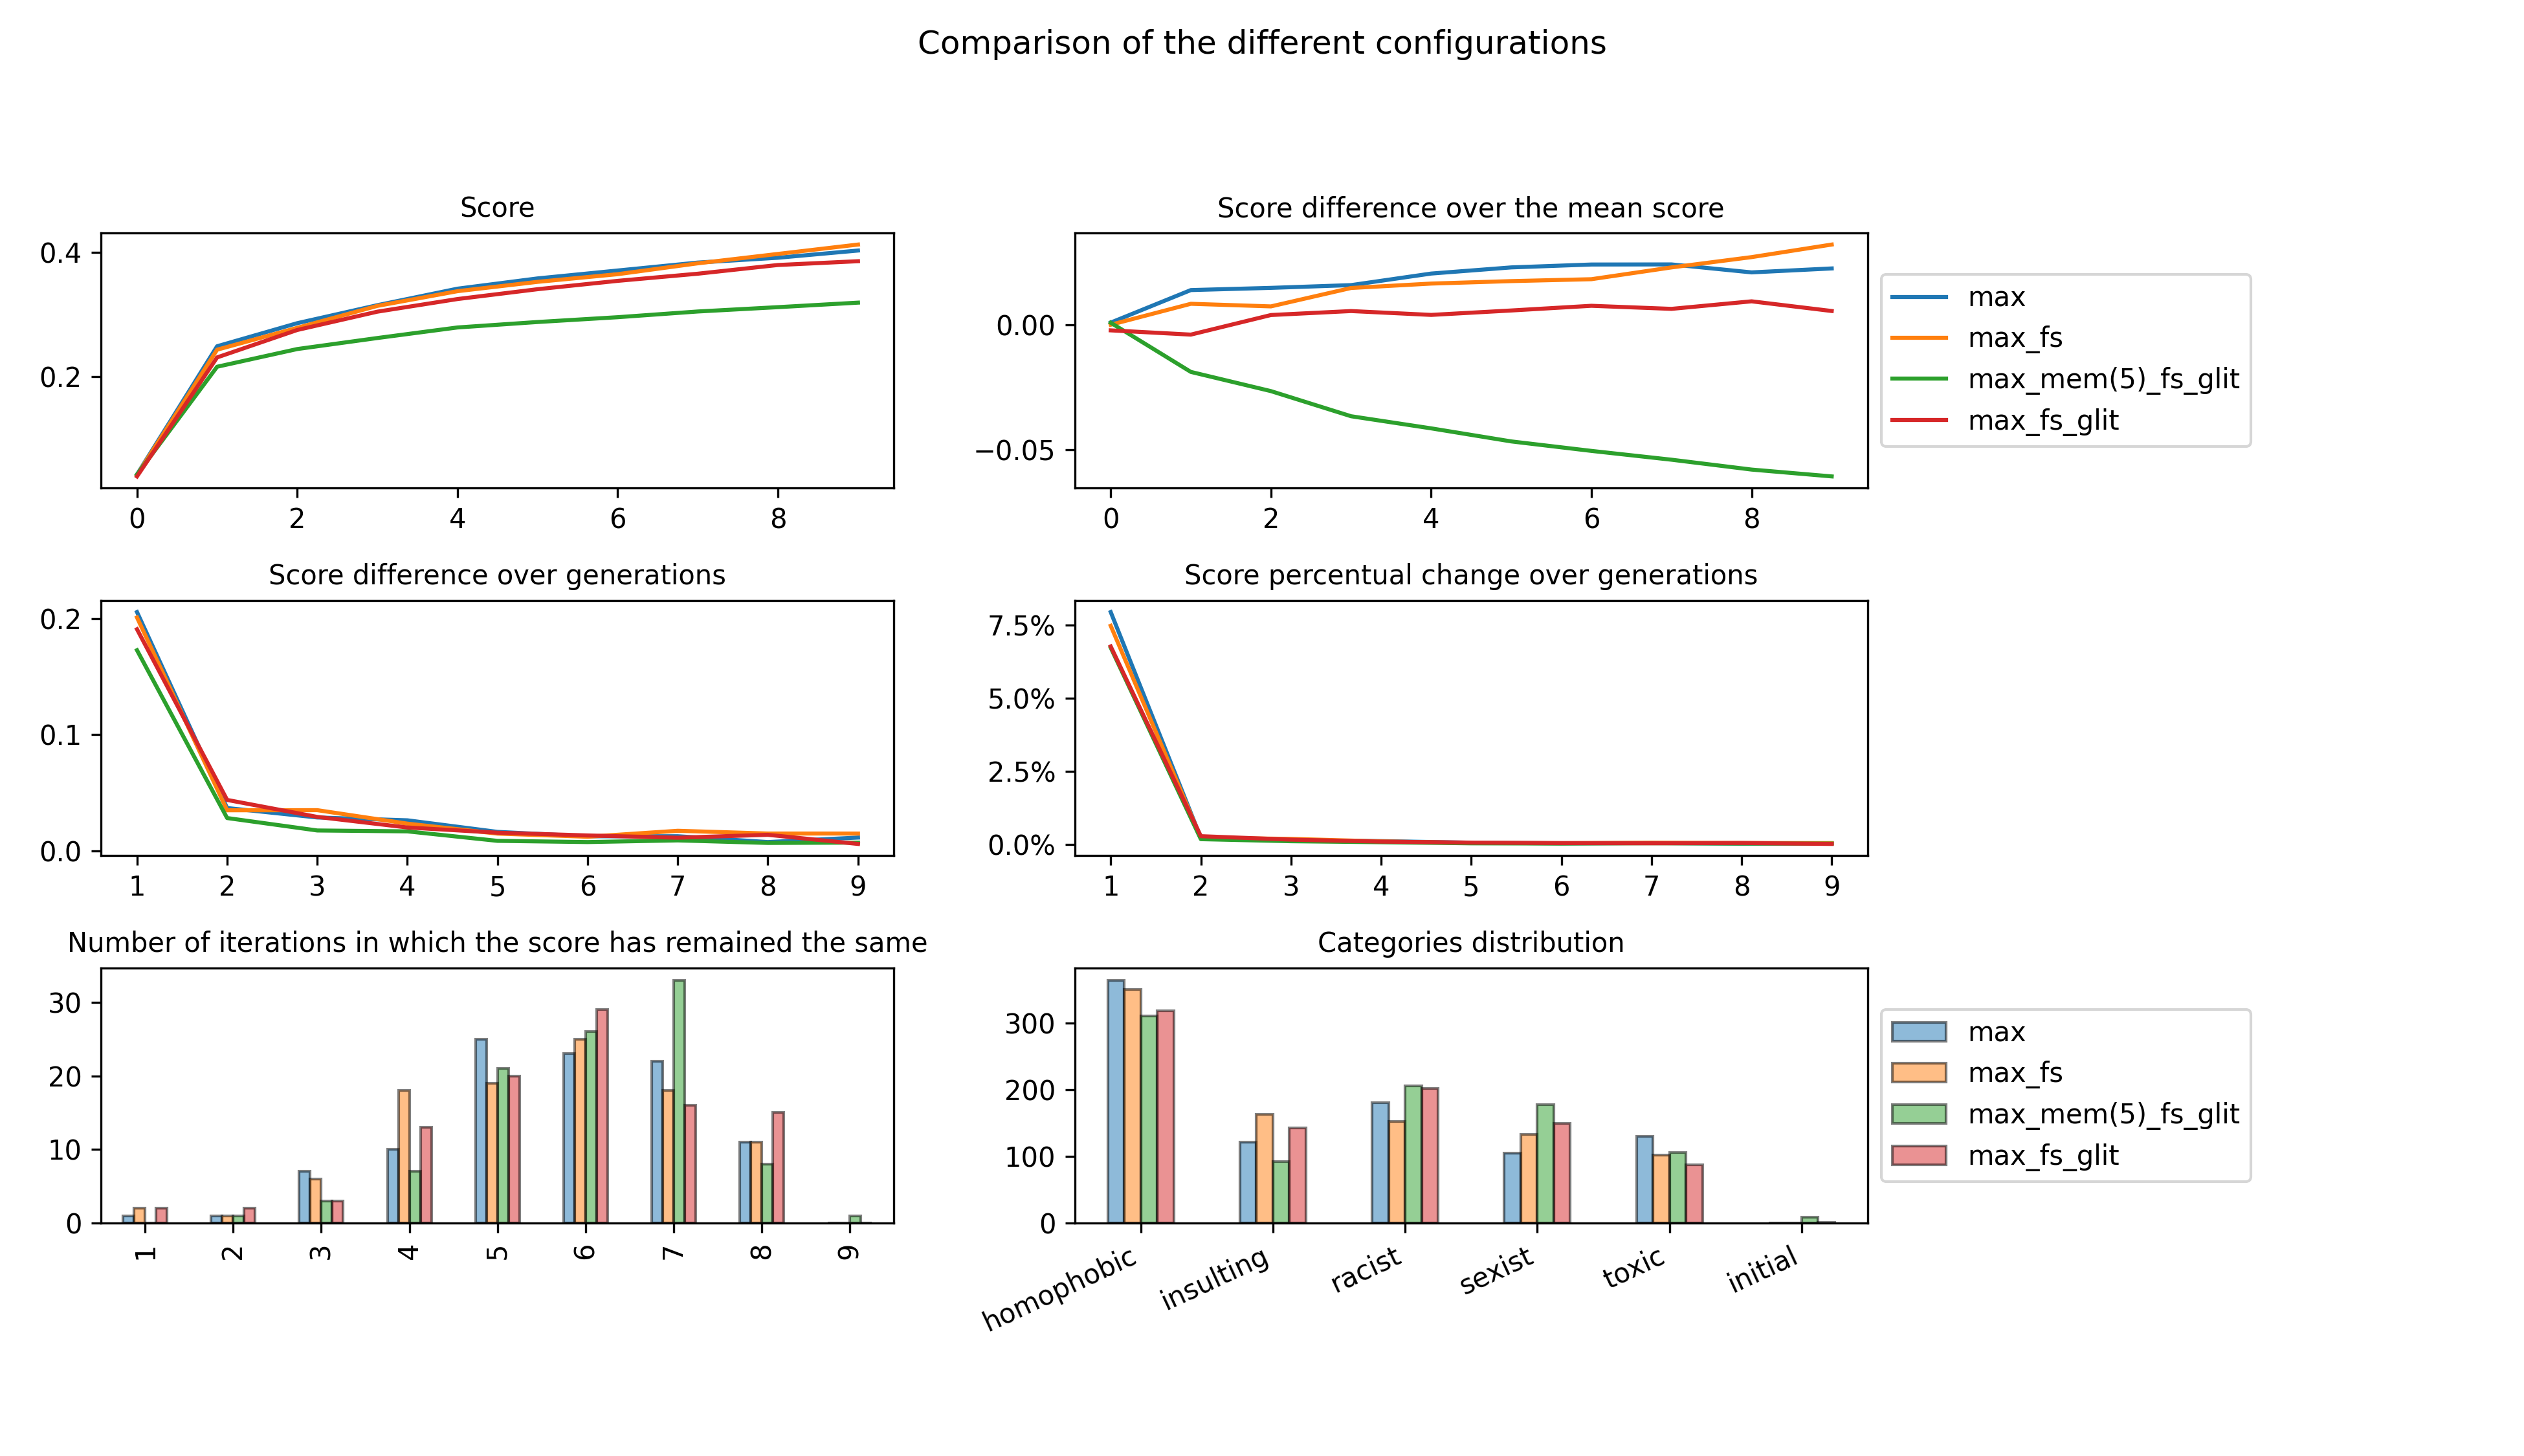 Comparison of the different configurations
Score
0.4
0.2
0 2 4 6 8
Score difference over the mean score
0.00
−0.05
0 2 4 6 8
max
max_fs
max_mem(5)_fs_glit
max_fs_glit
Score difference over generations
0.2
0.1
0.0
1 2 3 4 5 6 7 8 9
Score percentual change over generations
7.5%
5.0%
2.5%
0.0%
1 2 3 4 5 6 7 8 9
Number of iterations in which the score has remained the same
30
20
10
0
1 2 3 4 5 6 7 8 9
Categories distribution
300
200
100
0
homophobic insulting racist sexist toxic initial
max
max_fs
max_mem(5)_fs_glit
max_fs_glit